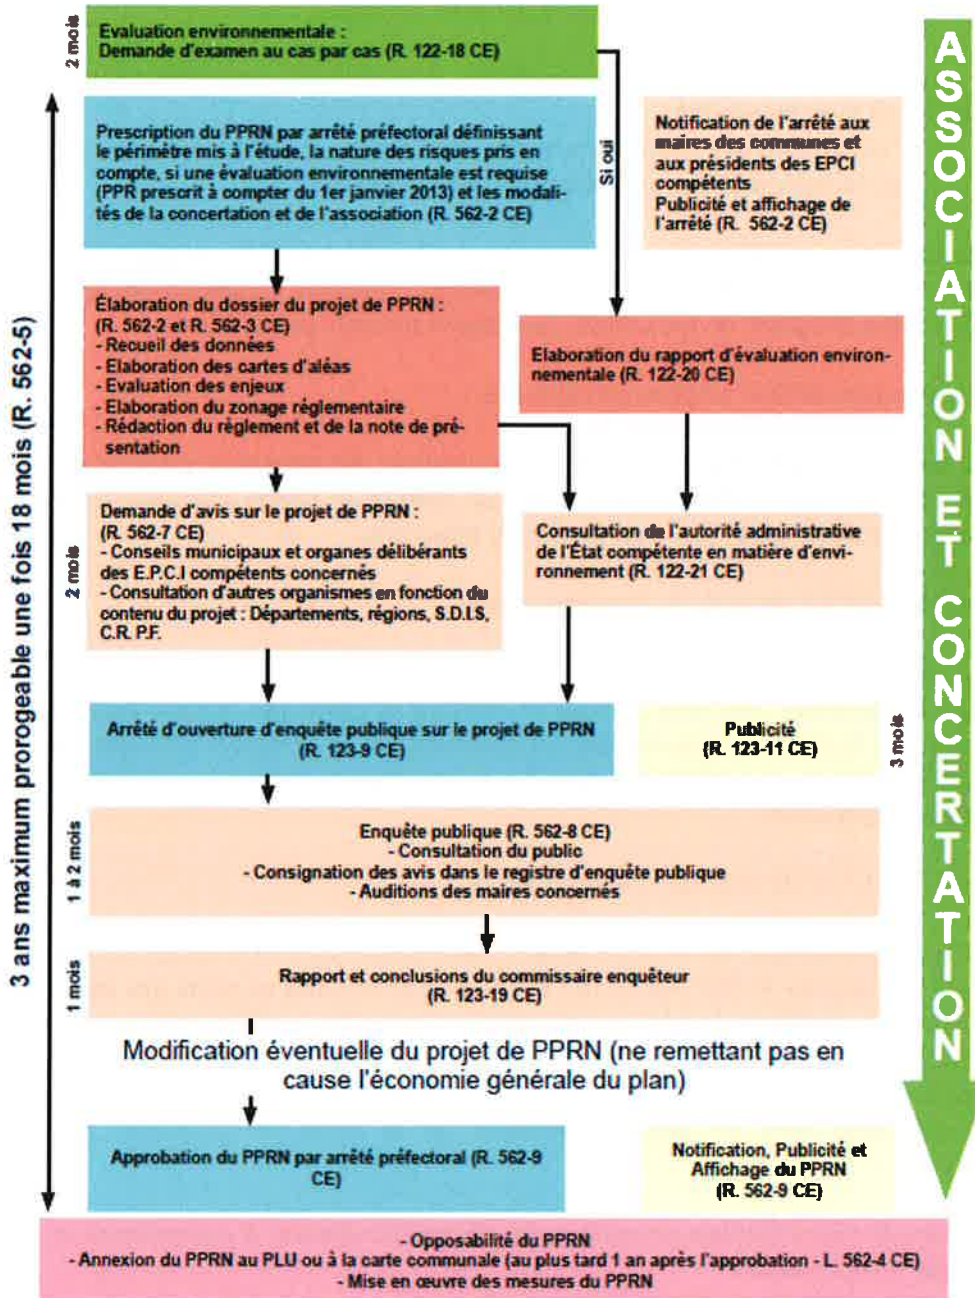 2 mois
Evaluation environnementale :
Demande d'examen au cas par cas (R. 122-18 CE)
Si oui
Prescription du PPRN par arrêté préfectoral définissant
le périmètre mis à l'étude, la nature des risques pris en
compte, si une évaluation environnementale est requise
(PPR prescrit à compter du 1er janvier 2013) et les modali-
tés de la concertation et de l'association (R. 562-2 CE)
Notification de l'arrêté aux
maires des communes et
aux présidents des EPCI
compétents
Publicité et affichage de
l'arrêté (R. 562-2 CE)
3 ans maximum prorogeable une fois 18 mois (R. 562-5)
Élaboration du dossier du projet de PPRN :
(R. 562-2 et R. 562-3 CE)
- Recueil des données
- Elaboration des cartes d'aléas
- Evaluation des enjeux
- Elaboration du zonage réglementaire
- Rédaction du règlement et de la note de pré-
sentation
Elaboration du rapport d'évaluation environ-
nementale (R. 122-20 CE)
2 mois
Demande d'avis sur le projet de PPRN :
(R. 562-7 CE)
- Conseils municipaux et organes délibérants
des E.P.C.I compétents concernés
- Consultation d'autres organismes en fonction du
contenu du projet : Départements, régions, S.D.I.S,
C.R. P.F.
Consultation de l'autorité administrative
de l'État compétente en matière d'envi-
ronnement (R. 122-21 CE)
Arrêté d'ouverture d'enquête publique sur le projet de PPRN
(R. 123-9 CE)
Publicité
(R. 123-11 CE)
3 mois
1 à 2 mois
Enquête publique (R. 562-8 CE)
- Consultation du public
- Consignation des avis dans le registre d'enquête publique
- Auditions des maires concernés
1 mois
Rapport et conclusions du commissaire enquêteur
(R. 123-19 CE)
Modification éventuelle du projet de PPRN (ne remettant pas en
cause l'économie générale du plan)
Approbation du PPRN par arrêté préfectoral (R. 562-9
CE)
Notification, Publicité et
Affichage du PPRN
(R. 562-9 CE)
- Opposabilité du PPRN
- Annexion du PPRN au PLU ou à la carte communale (au plus tard 1 an après l'approbation - L. 562-4 CE)
- Mise en œuvre des mesures du PPRN
ASSOCIATION ET CONCERTATION